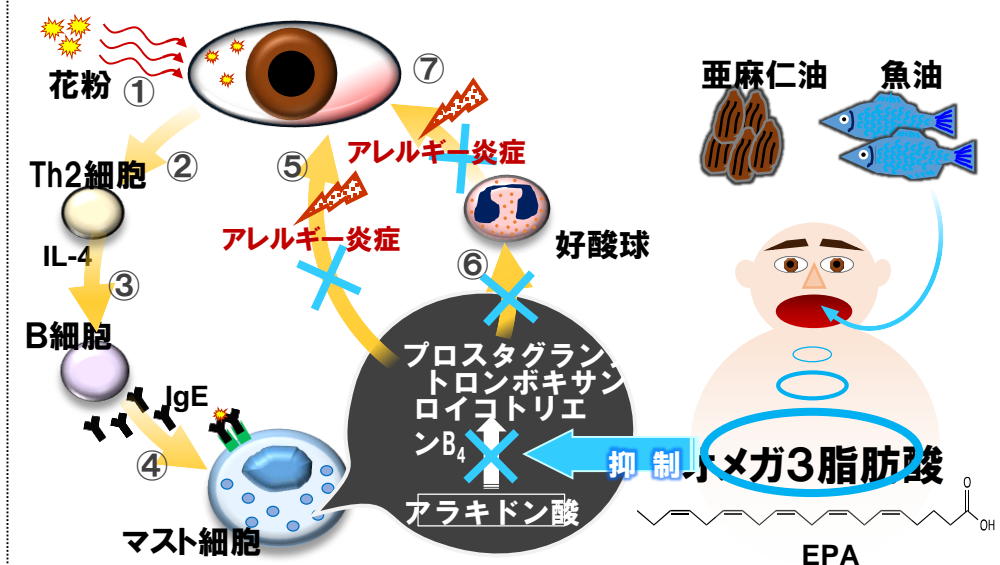 花粉
①
⑦
亜麻仁油
魚油
②
⑤
アレルギー炎症
Th2細胞
アレルギー炎症
IL-4
③
⑥
好酸球
B細胞
プロスタグラン
トロンボキサン
ロイコトリエ
ンB4
IgE
④
抑 制
オメガ3脂肪酸
アラキドン酸
マスト細胞
O
OH
EPA